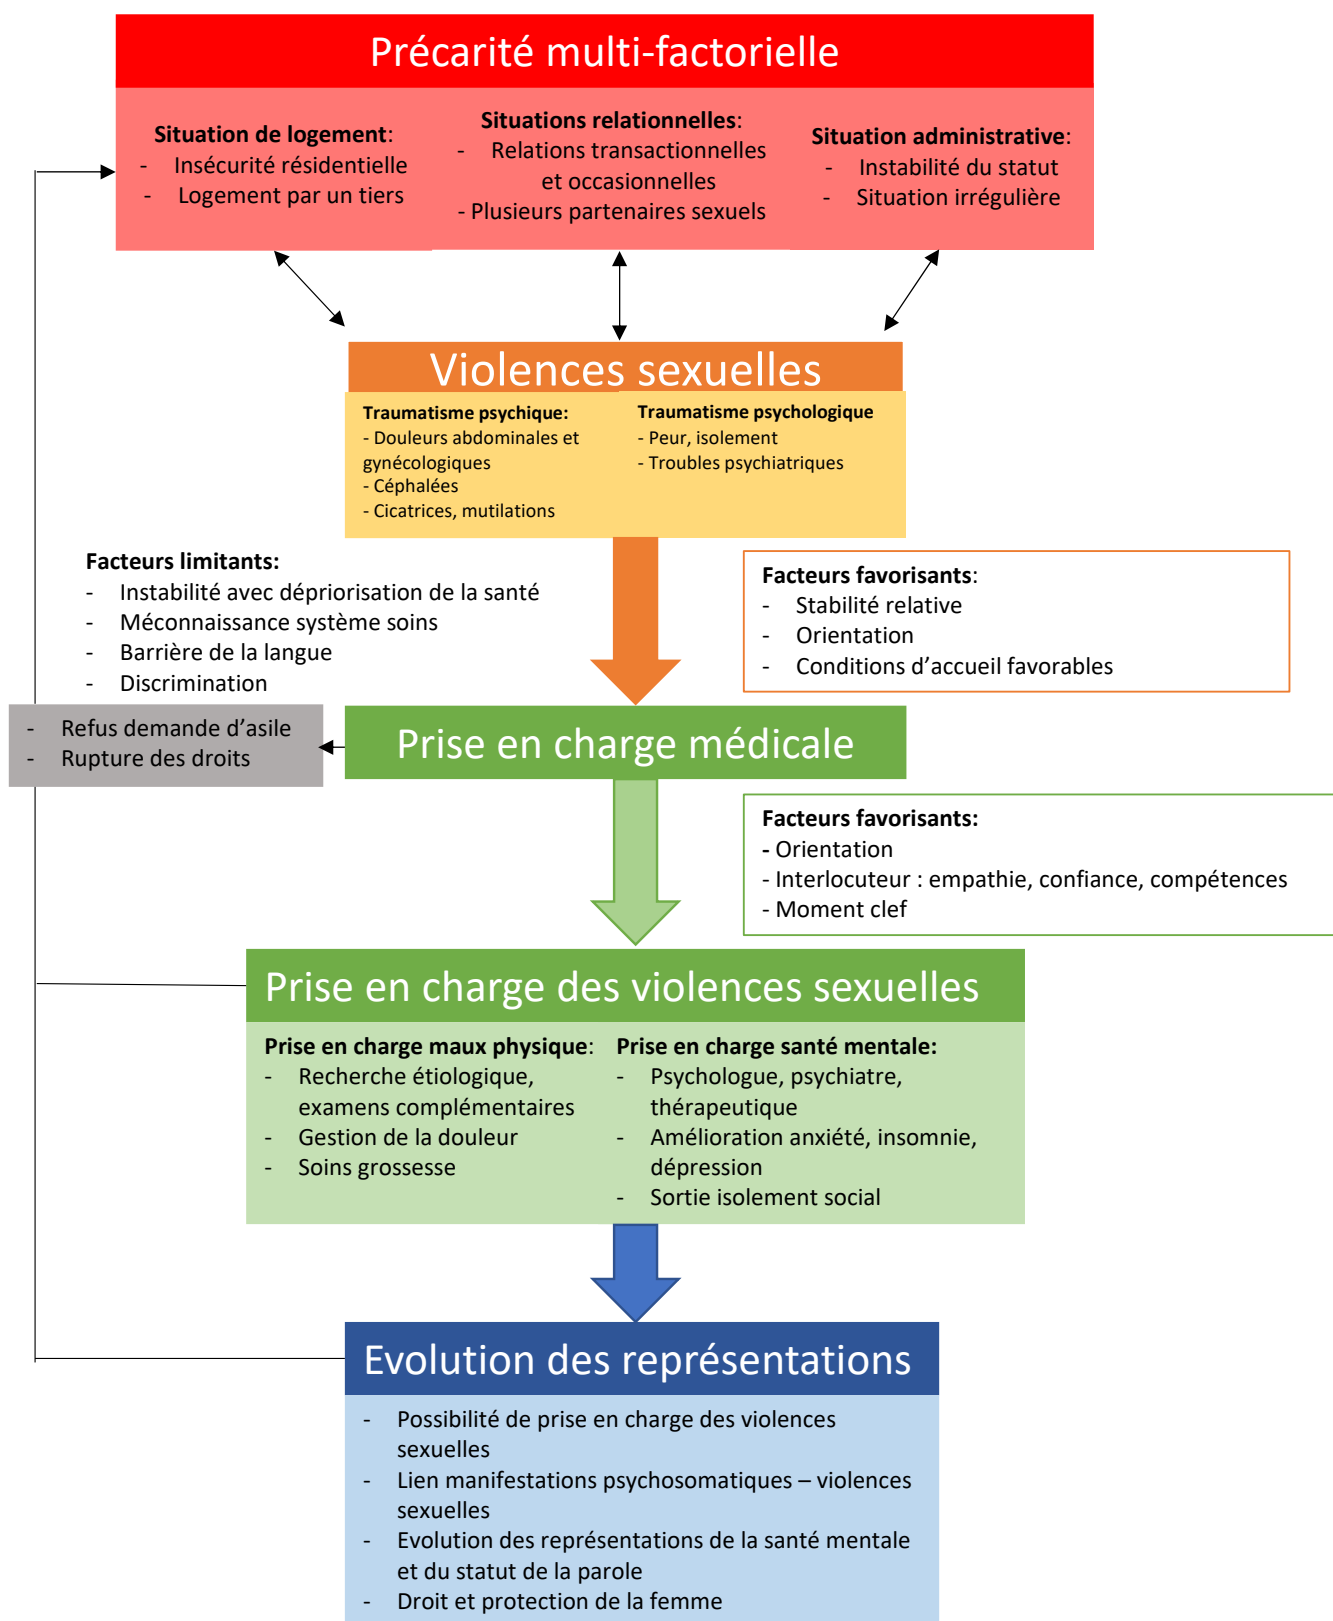 Précarité multi-factorielle
Situation de logement:
- Insécurité résidentielle
- Logement par un tiers
Situations relationnelles:
- Relations transactionnelles
et occasionnelles
- Plusieurs partenaires sexuels
Situation administrative:
- Instabilité du statut
- Situation irrégulière
Violences sexuelles
Traumatisme psychique:
- Douleurs abdominales et
gynécologiques
- Céphalées
- Cicatrices, mutilations
Traumatisme psychologique
- Peur, isolement
- Troubles psychiatriques
Facteurs limitants:
- Instabilité avec dépriorisation de la santé
- Méconnaissance système soins
- Barrière de la langue
- Discrimination
Facteurs favorisants:
- Stabilité relative
- Orientation
- Conditions d’accueil favorables
- Refus demande d’asile
- Rupture des droits
Prise en charge médicale
Facteurs favorisants:
- Orientation
- Interlocuteur : empathie, confiance, compétences
- Moment clef
Prise en charge des violences sexuelles
Prise en charge maux physique:
- Recherche étiologique,
examens complémentaires
- Gestion de la douleur
- Soins grossesse
Prise en charge santé mentale:
- Psychologue, psychiatre,
thérapeutique
- Amélioration anxiété, insomnie,
dépression
- Sortie isolement social
Evolution des représentations
- Possibilité de prise en charge des violences
sexuelles
- Lien manifestations psychosomatiques – violences
sexuelles
- Evolution des représentations de la santé mentale
et du statut de la parole
- Droit et protection de la femme